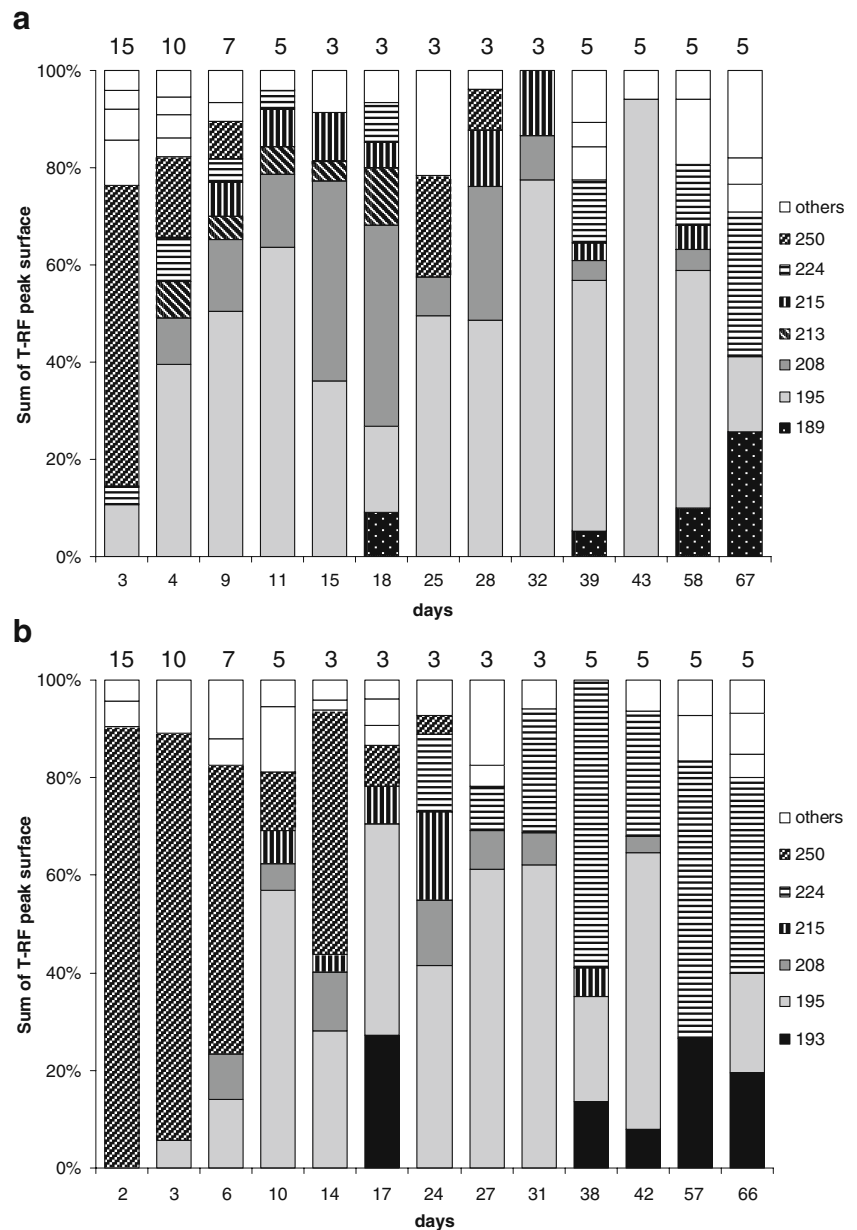 a
15 10 7 5 3 3 3 3 3 5 5 5 5
100%
80%
60%
40%
20%
0%
Sum of T-RF peak surface
others
250
224
215
213
208
195
189
3 4 9 11 15 18 25 28 32 39 43 58 67
days
b
15 10 7 5 3 3 3 3 3 5 5 5 5
100%
80%
60%
40%
20%
0%
Sum of T-RF peak surface
others
250
224
215
208
195
193
2 3 6 10 14 17 24 27 31 38 42 57 66
days